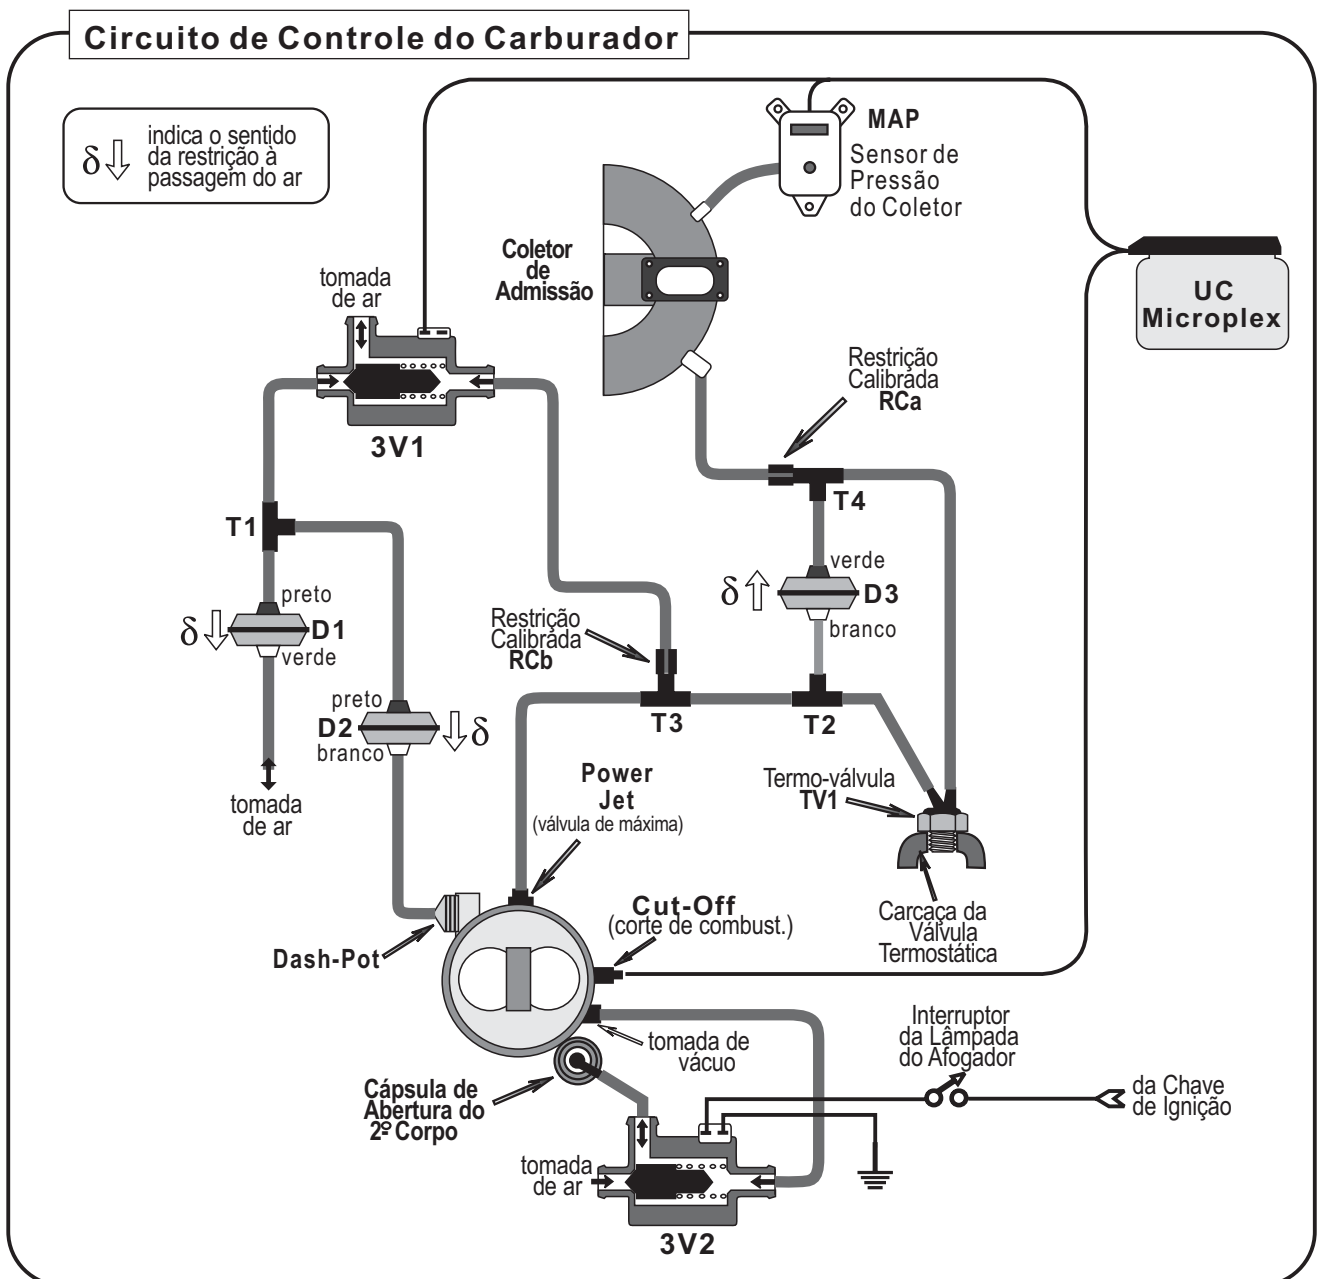 Circuito de Controle do Carburador
δ
indica o sentido
da restrição à
passagem do ar
MAP
Sensor de
Pressão
do Coletor
Coletor
de
Admissão
UC
Microplex
tomada
de ar
3V1
Restrição
Calibrada
RCa
T4
T1
preto
δ
D1
verde
verde
δ
D3
branco
Restrição
Calibrada
RCb
preto
D2
branco
δ
T3
T2
tomada
de ar
Power
Jet
(válvula de máxima)
Termo-válvula
TV1
Cut-Off
(corte de combust.)
Carcaça da
Válvula
Termostática
Dash-Pot
tomada de
vácuo
Interruptor
da Lâmpada
do Afogador
da Chave
de Ignição
Cápsula de
Abertura do
2º Corpo
tomada
de ar
3V2